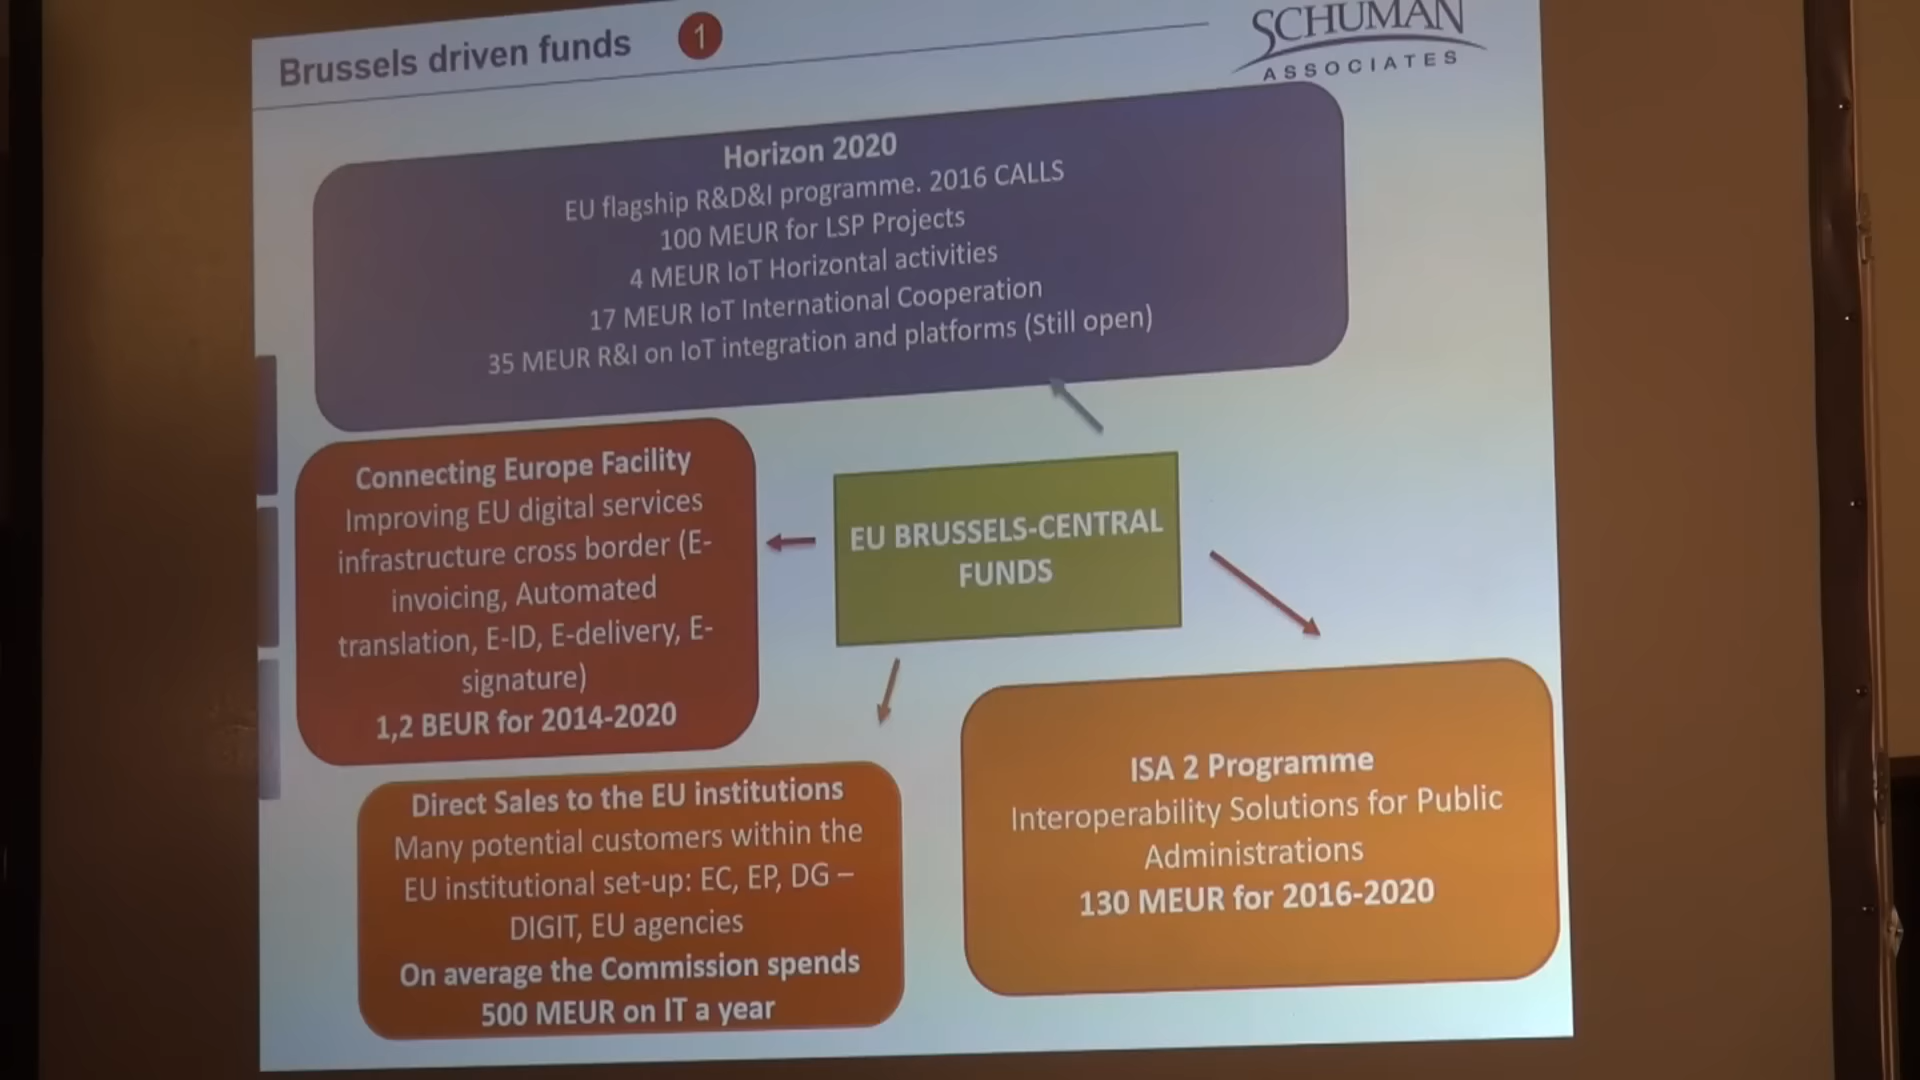 Brussels driven funds
1
SCHUMAN
ASSOCIATES
Horizon 2020
EU flagship R&D&I programme. 2016 CALLS
100 MEUR for LSP Projects
4 MEUR IoT Horizontal activities
17 MEUR IoT International Cooperation
35 MEUR R&I on IoT integration and platforms (Still open)
Connecting Europe Facility
Improving EU digital services
infrastructure cross border (E-
invoicing, Automated
translation, E-ID, E-delivery, E-
signature)
1,2 BEUR for 2014-2020
EU BRUSSELS-CENTRAL
FUNDS
Direct Sales to the EU institutions
Many potential customers within the
EU institutional set-up: EC, EP, DG –
DIGIT, EU agencies
On average the Commission spends
500 MEUR on IT a year
ISA 2 Programme
Interoperability Solutions for Public
Administrations
130 MEUR for 2016-2020